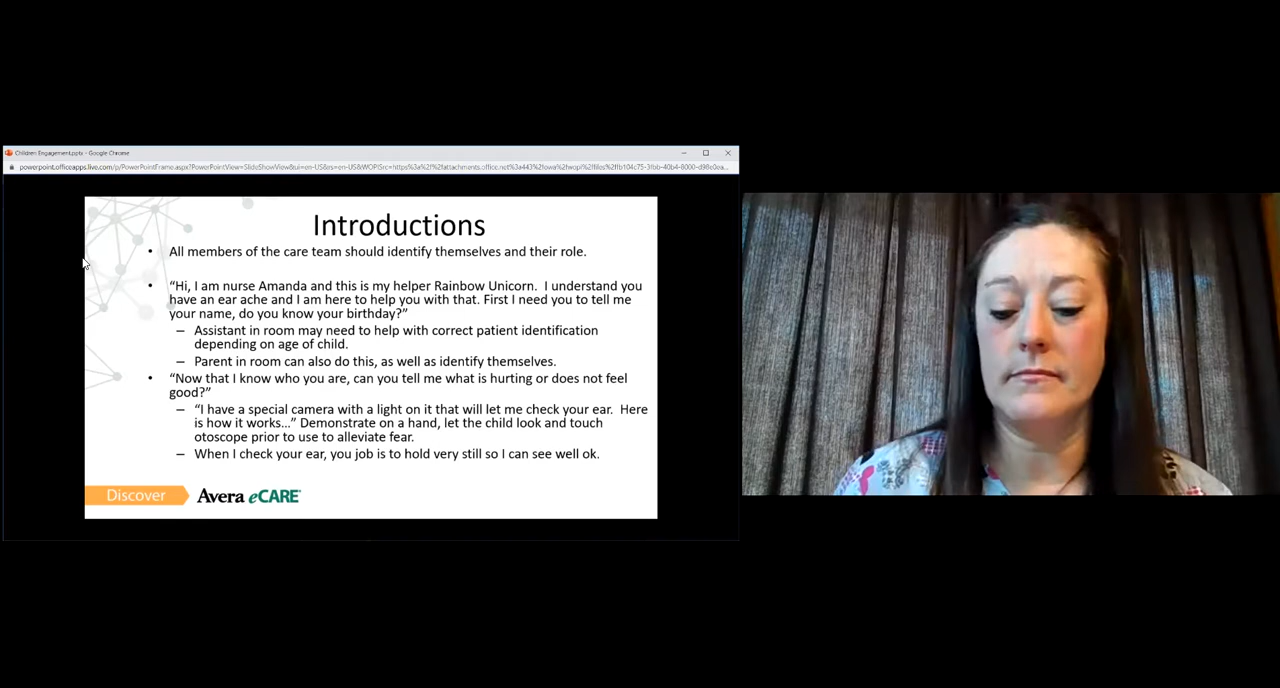 Children Engagement.pptx - Google Chrome
Introductions
• All members of the care team should identify themselves and their role.
• “Hi, I am nurse Amanda and this is my helper Rainbow Unicorn.  I understand you
have an ear ache and I am here to help you with that. First I need you to tell me
your name, do you know your birthday?”
– Assistant in room may need to help with correct patient identification
depending on age of child.
– Parent in room can also do this, as well as identify themselves.
• “Now that I know who you are, can you tell me what is hurting or does not feel
good?”
– “I have a special camera with a light on it that will let me check your ear.  Here
is how it works…” Demonstrate on a hand, let the child look and touch
otoscope prior to use to alleviate fear.
– When I check your ear, you job is to hold very still so I can see well ok.
Discover Avera eCARE